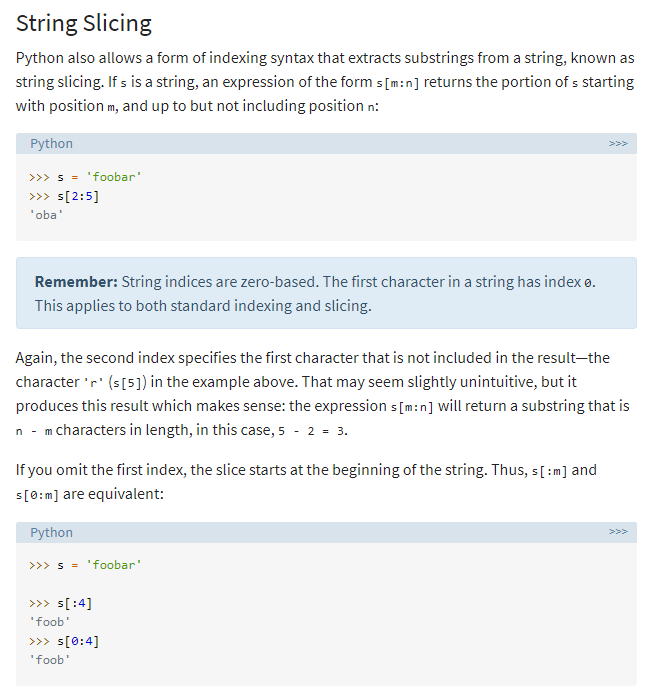 String Slicing
Python also allows a form of indexing syntax that extracts substrings from a string, known as
string slicing. If s is a string, an expression of the form s[m:n] returns the portion of s starting
with position m, and up to but not including position n:
Python >>>
>>> s = 'foobar'
>>> s[2:5]
'oba'
Remember: String indices are zero-based. The first character in a string has index 0.
This applies to both standard indexing and slicing.
Again, the second index specifies the first character that is not included in the result—the
character 'r' (s[5]) in the example above. That may seem slightly unintuitive, but it
produces this result which makes sense: the expression s[m:n] will return a substring that is
n - m characters in length, in this case, 5 - 2 = 3.
If you omit the first index, the slice starts at the beginning of the string. Thus, s[:m] and
s[0:m] are equivalent:
Python >>>
>>> s = 'foobar'
>>> s[:4]
'foob'
>>> s[0:4]
'foob'